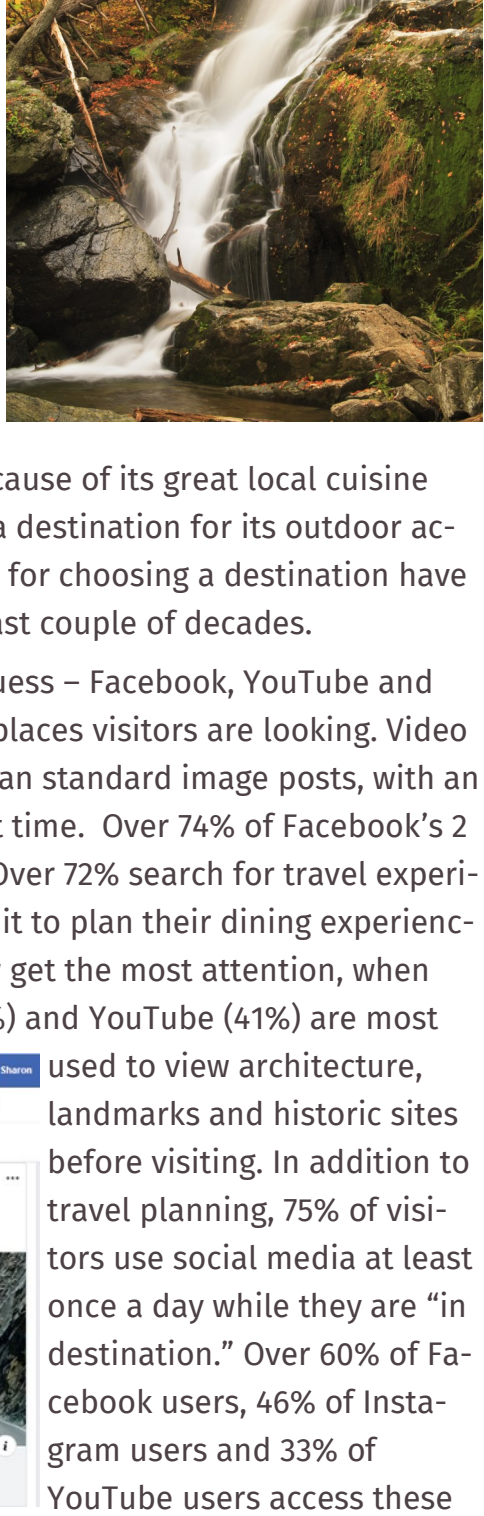 cause of its great local cuisine
a destination for its outdoor ac-
for choosing a destination have
ast couple of decades.
uess – Facebook, YouTube and
places visitors are looking. Video
an standard image posts, with an
t time.  Over 74% of Facebook’s 2
Over 72% search for travel experi-
it to plan their dining experienc-
get the most attention, when
%) and YouTube (41%) are most
Sharon
used to view architecture,
landmarks and historic sites
before visiting. In addition to
travel planning, 75% of visi-
tors use social media at least
once a day while they are “in
destination.” Over 60% of Fa-
cebook users, 46% of Insta-
gram users and 33% of
YouTube users access these